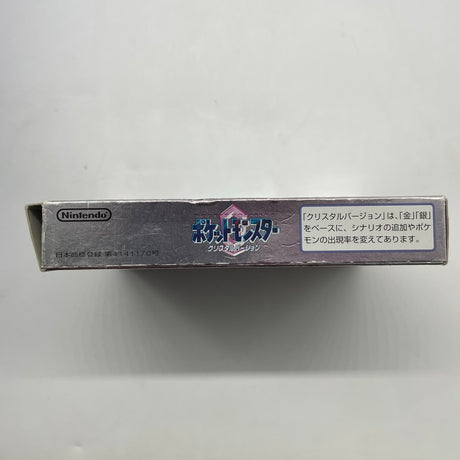 Nintendo
日本商標登録 第4141170号
ポケットモンスター
クリスタルバージョン
「クリスタルバージョン」は、「金」「銀」
をベースに、シナリオの追加やポケ
モンの出現率を変えてあります。